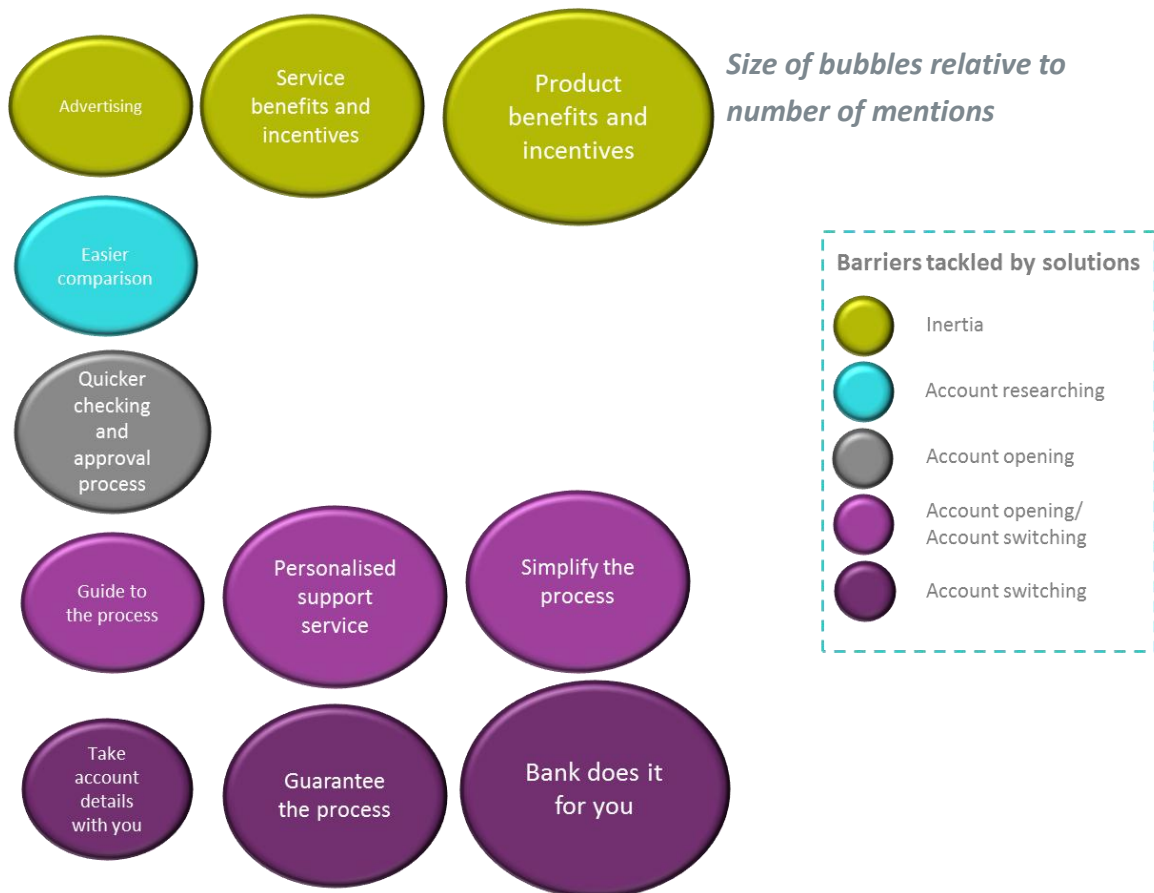 Advertising
Service
benefits and
incentives
Product
benefits and
incentives
Size of bubbles relative to
number of mentions
Easier
comparison
Barriers tackled by solutions
Inertia
Account researching
Account opening
Account opening/
Account switching
Account switching
Quicker
checking
and
approval
process
Guide to
the process
Personalised
support
service
Simplify the
process
Take
account
details
with you
Guarantee
the process
Bank does it
for you